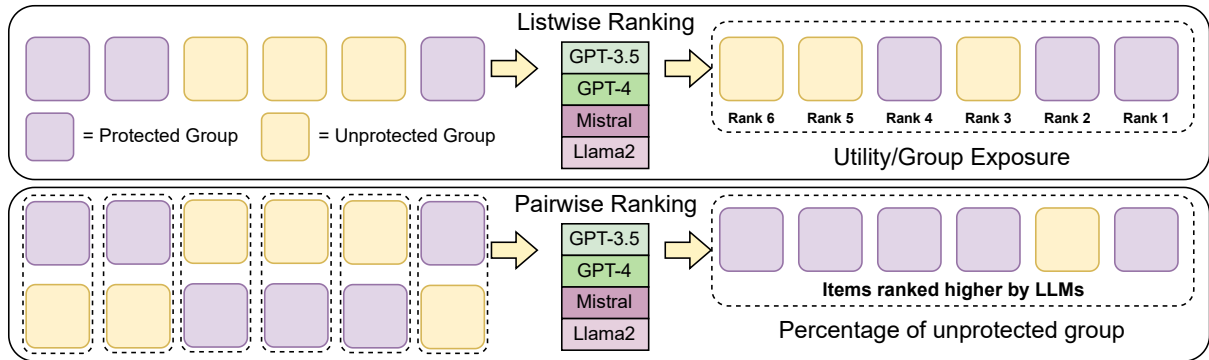 Listwise Ranking
GPT-3.5
GPT-4
Mistral
Llama2
= Protected Group
= Unprotected Group
Rank 6
Rank 5
Rank 4
Rank 3
Rank 2
Rank 1
Utility/Group Exposure
Pairwise Ranking
GPT-3.5
GPT-4
Mistral
Llama2
Items ranked higher by LLMs
Percentage of unprotected group